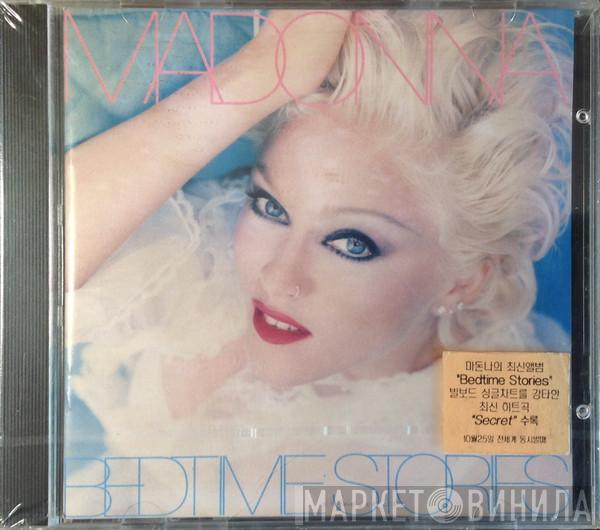 MADONNA
마돈나의 최신앨범
"Bedtime Stories"
빌보드 싱글차트를 강타한
최신 히트곡
"Secret" 수록
10월25일 전세계 동시발매
BEDTIME STORIES
МАРКЕТ ВИНИЛА